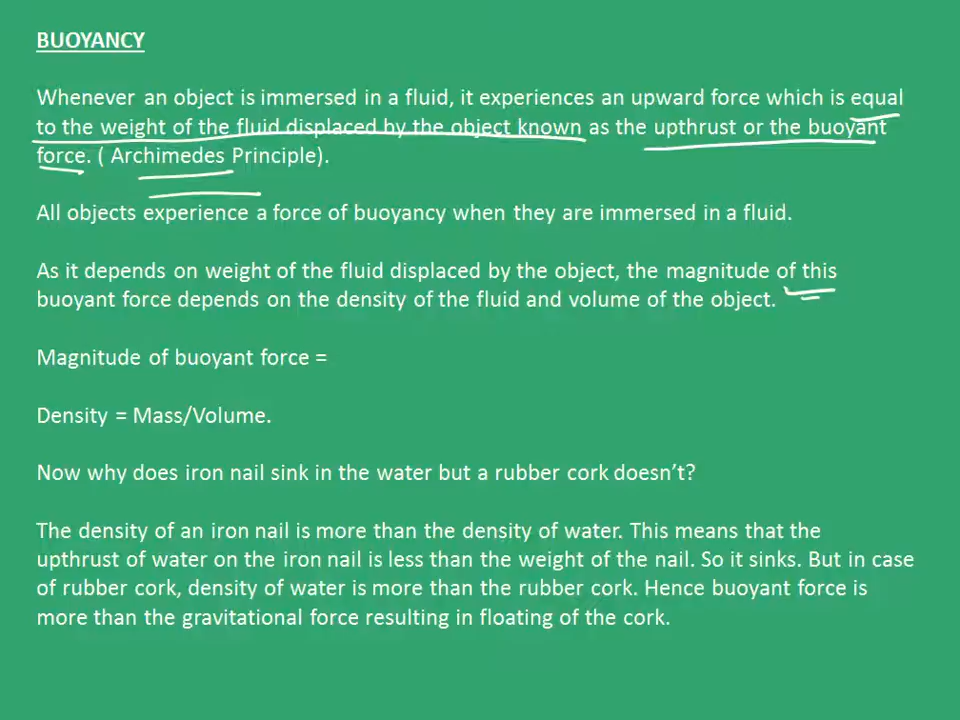 BUOYANCY
Whenever an object is immersed in a fluid, it experiences an upward force which is equal
to the weight of the fluid displaced by the object known as the upthrust or the buoyant
force. ( Archimedes Principle).
All objects experience a force of buoyancy when they are immersed in a fluid.
As it depends on weight of the fluid displaced by the object, the magnitude of this
buoyant force depends on the density of the fluid and volume of the object.
Magnitude of buoyant force =
Density = Mass/Volume.
Now why does iron nail sink in the water but a rubber cork doesn’t?
The density of an iron nail is more than the density of water. This means that the
upthrust of water on the iron nail is less than the weight of the nail. So it sinks. But in case
of rubber cork, density of water is more than the rubber cork. Hence buoyant force is
more than the gravitational force resulting in floating of the cork.